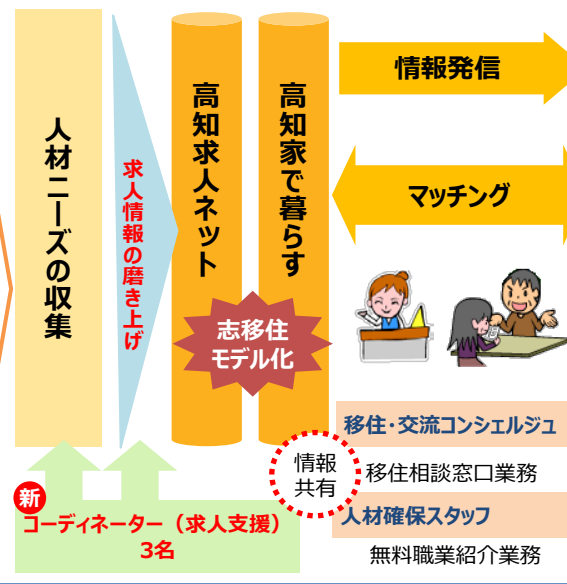 人材ニーズの収集
求人情報の磨き上げ
高知求人ネット
高知家で暮らす
志移住
モデル化
情報発信
マッチング
移住・交流コンシェルジュ
移住相談窓口業務
情報
共有
人材確保スタッフ
無料職業紹介業務
新
コーディネーター（求人支援）
3名